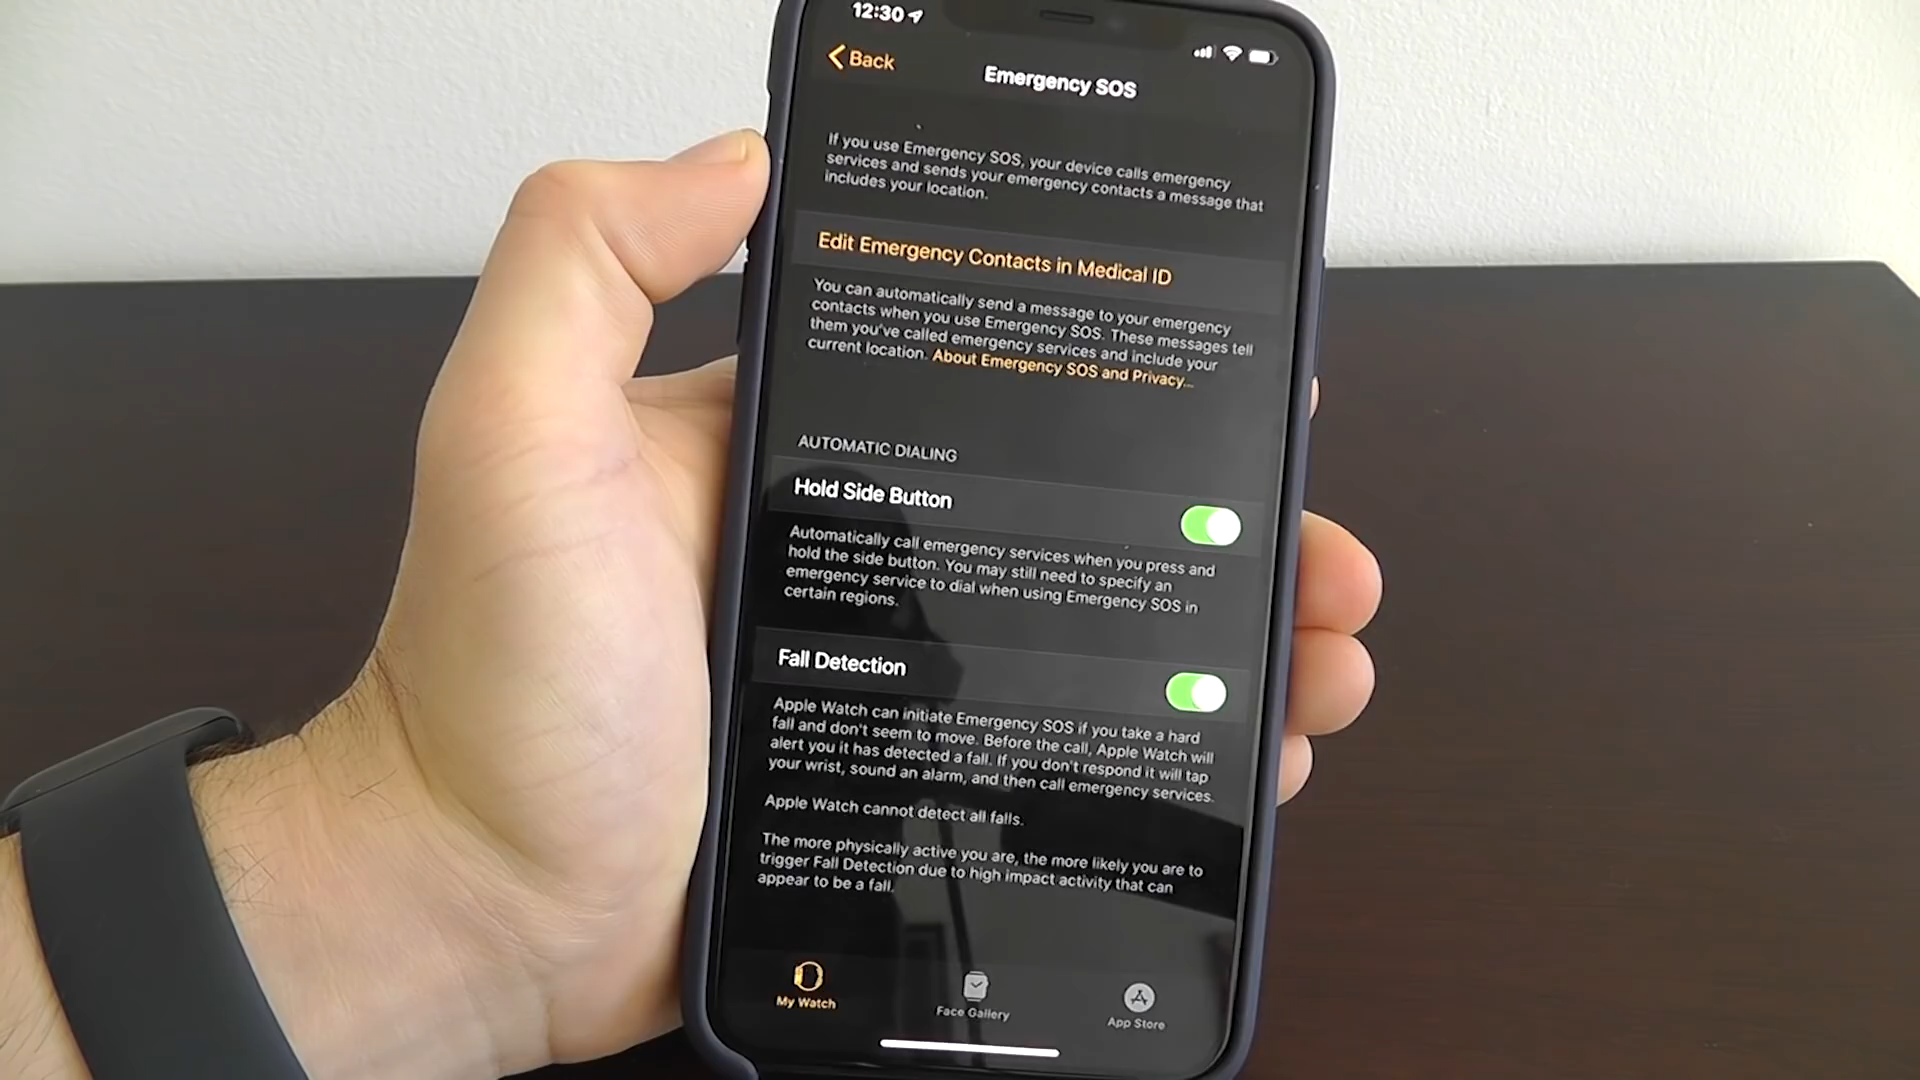 12:30
Back
Emergency SOS
If you use Emergency SOS, your device calls emergency
services and sends your emergency contacts a message that
includes your location.
Edit Emergency Contacts in Medical ID
You can automatically send a message to your emergency
contacts when you use Emergency SOS. These messages tell
them you've called emergency services and include your
current location. About Emergency SOS and Privacy...
AUTOMATIC DIALING
Hold Side Button
Automatically call emergency services when you press and
hold the side button. You may still need to specify an
emergency service to dial when using Emergency SOS in
certain regions.
Fall Detection
Apple Watch can initiate Emergency SOS if you take a hard
fall and don't seem to move. Before the call, Apple Watch will
alert you it has detected a fall. If you don't respond it will tap
your wrist, sound an alarm, and then call emergency services.
Apple Watch cannot detect all falls.
The more physically active you are, the more likely you are to
trigger Fall Detection due to high impact activity that can
appear to be a fall.
My Watch
Face Gallery
App Store